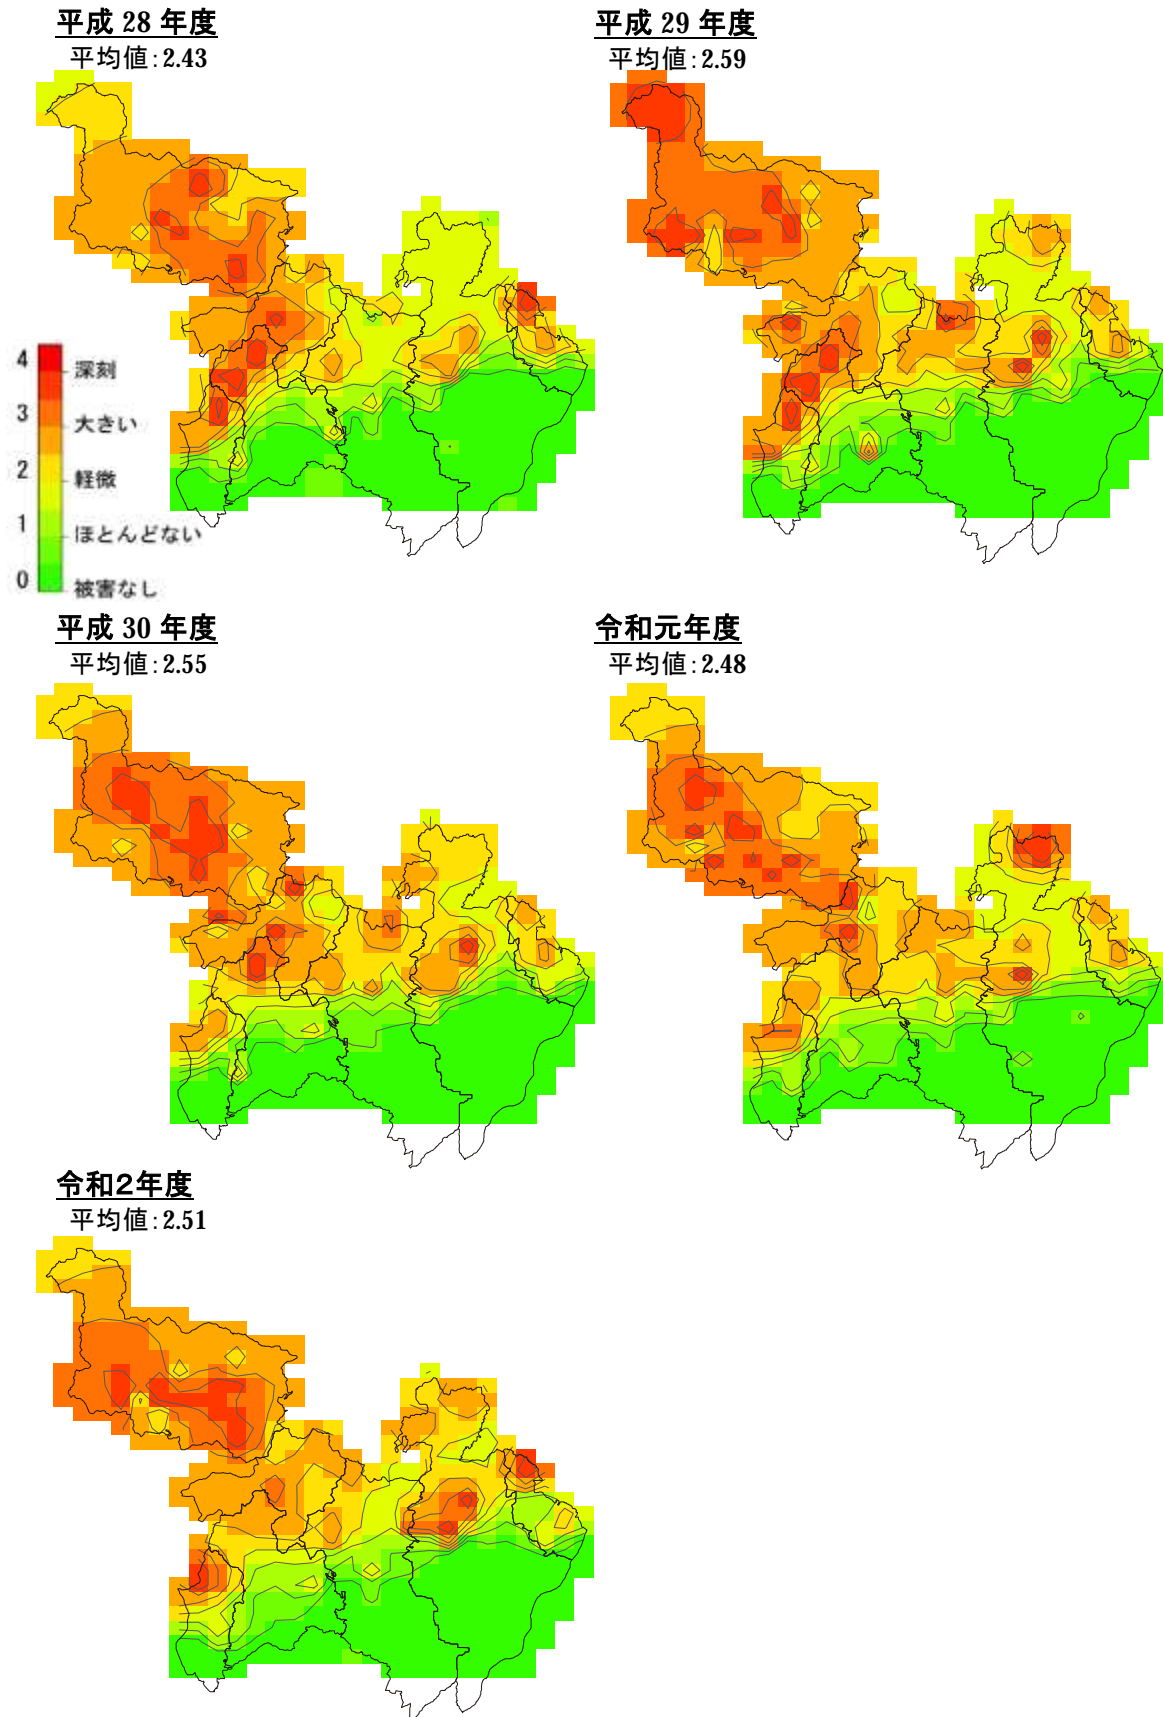 平成 28 年度
平均値:2.43
平成 29 年度
平均値:2.59
4
深刻
3
大きい
2
軽微
1
ほとんどない
0
被害なし
平成 30 年度
平均値:2.55
令和元年度
平均値:2.48
令和2年度
平均値:2.51